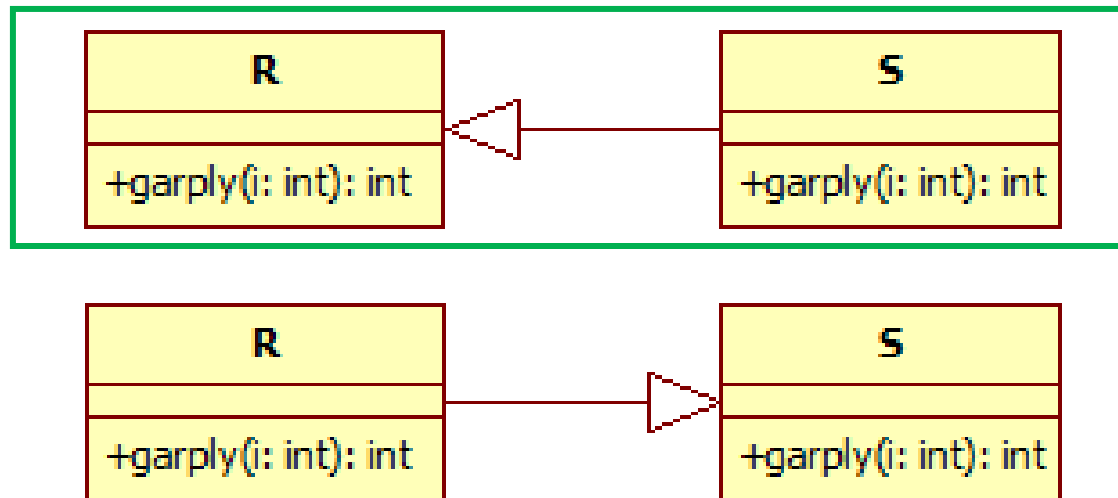 R
S
+garply(i: int): int
+garply(i: int): int
R
S
+garply(i: int): int
+garply(i: int): int